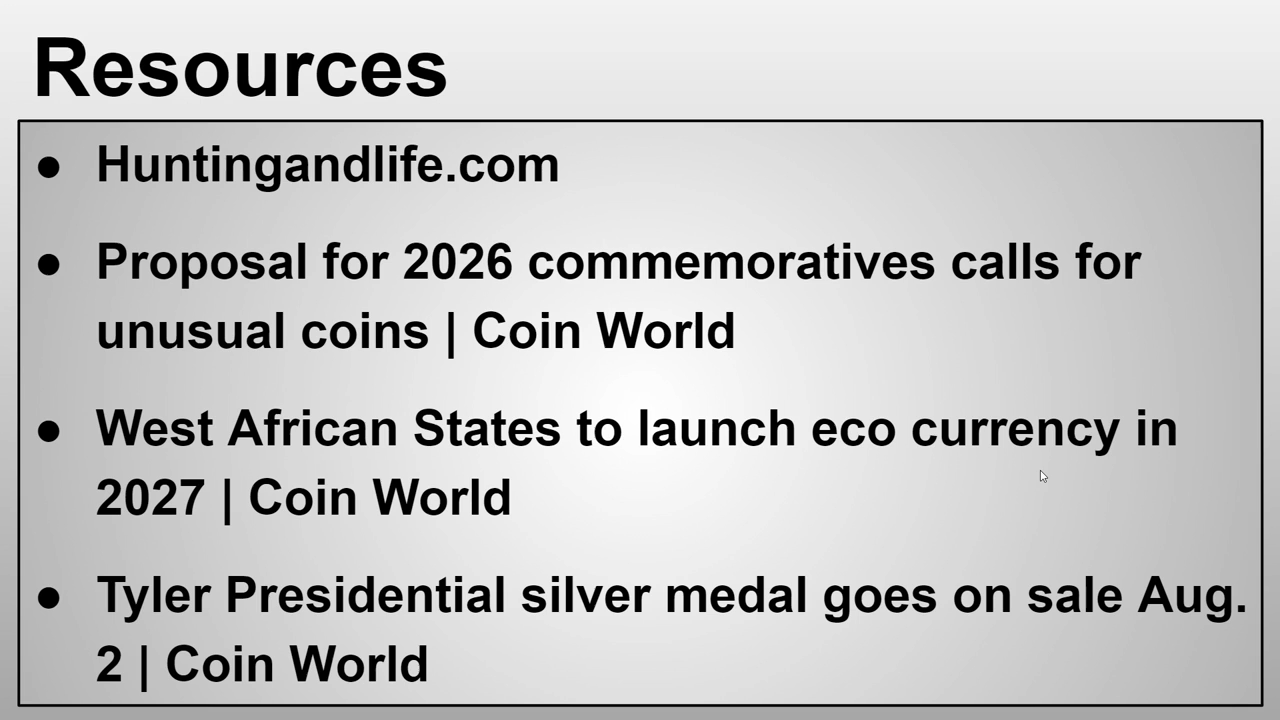 Resources
● Huntingandlife.com
● Proposal for 2026 commemoratives calls for
unusual coins | Coin World
● West African States to launch eco currency in
2027 | Coin World
● Tyler Presidential silver medal goes on sale Aug.
2 | Coin World